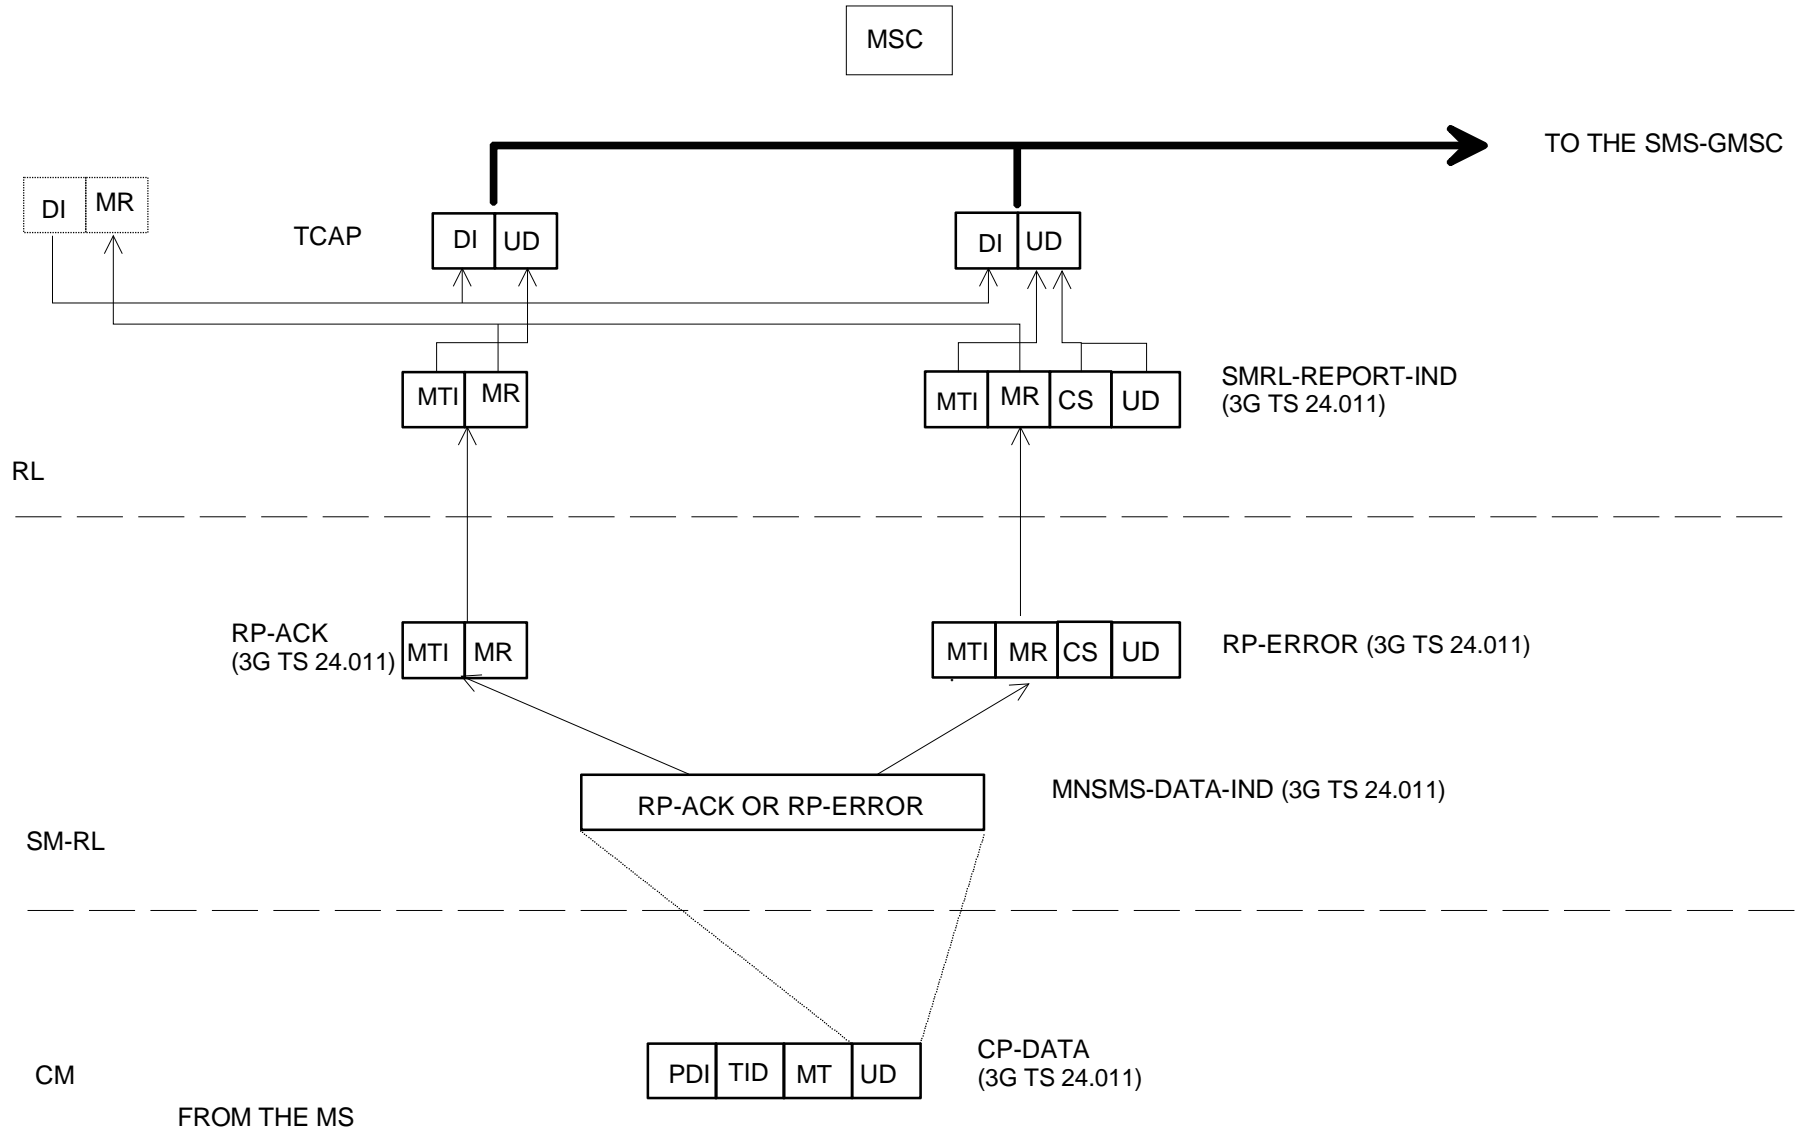 MSC
TO THE SMS-GMSC
DI MR
TCAP
DI UD
DI UD
MTI MR
MTI MR CS UD
SMRL-REPORT-IND
(3G TS 24.011)
RL
RP-ACK
(3G TS 24.011)
MTI MR
MTI MR CS UD
RP-ERROR (3G TS 24.011)
RP-ACK OR RP-ERROR
MNSMS-DATA-IND (3G TS 24.011)
SM-RL
CM
PDI TID MT UD
CP-DATA
(3G TS 24.011)
FROM THE MS